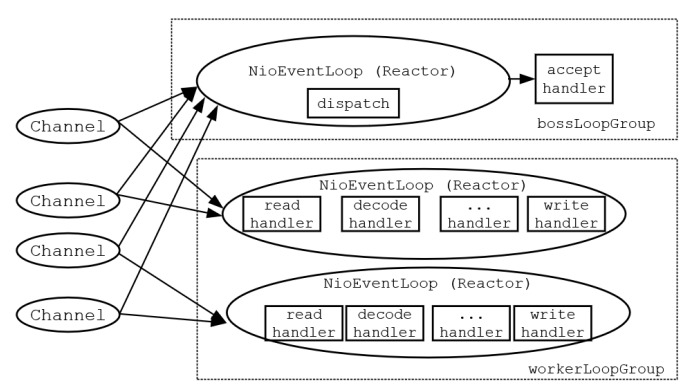 NioEventLoop (Reactor)
dispatch
accept
handler
bossLoopGroup
Channel
Channel
Channel
Channel
NioEventLoop (Reactor)
read
handler
decode
handler
...
handler
write
handler
NioEventLoop (Reactor)
read
handler
decode
handler
...
handler
write
handler
workerLoopGroup